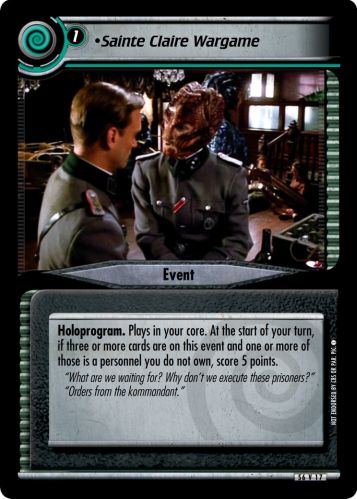 1
•Sainte Claire Wargame
Event
Holoprogram. Plays in your core. At the start of your turn,
if three or more cards are on this event and one or more of
those is a personnel you do not own, score 5 points.
"What are we waiting for? Why don't we execute these prisoners?"
"Orders from the kommandant."
NOT ENDORSED BY CBS OR PAR. PIC.
56 V 17